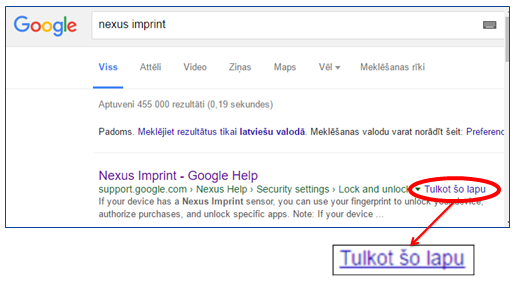 Google nexus imprint
Viss Attēli Video Ziņas Maps Vēl Meklēšanas rīki
Aptuveni 455 000 rezultāti (0,19 sekundes)
Padoms. Meklējiet rezultātus tikai latviešu valodā. Meklēšanas valodu varat norādīt šeit: Preferenc
Nexus Imprint - Google Help
support.google.com › Nexus Help › Security settings › Lock and unlock Tulkot šo lapu
If your device has a Nexus Imprint sensor, you can use your fingerprint to unlock your device,
authorize purchases, and unlock specific apps. Note: If your device ...
Tulkot šo lapu